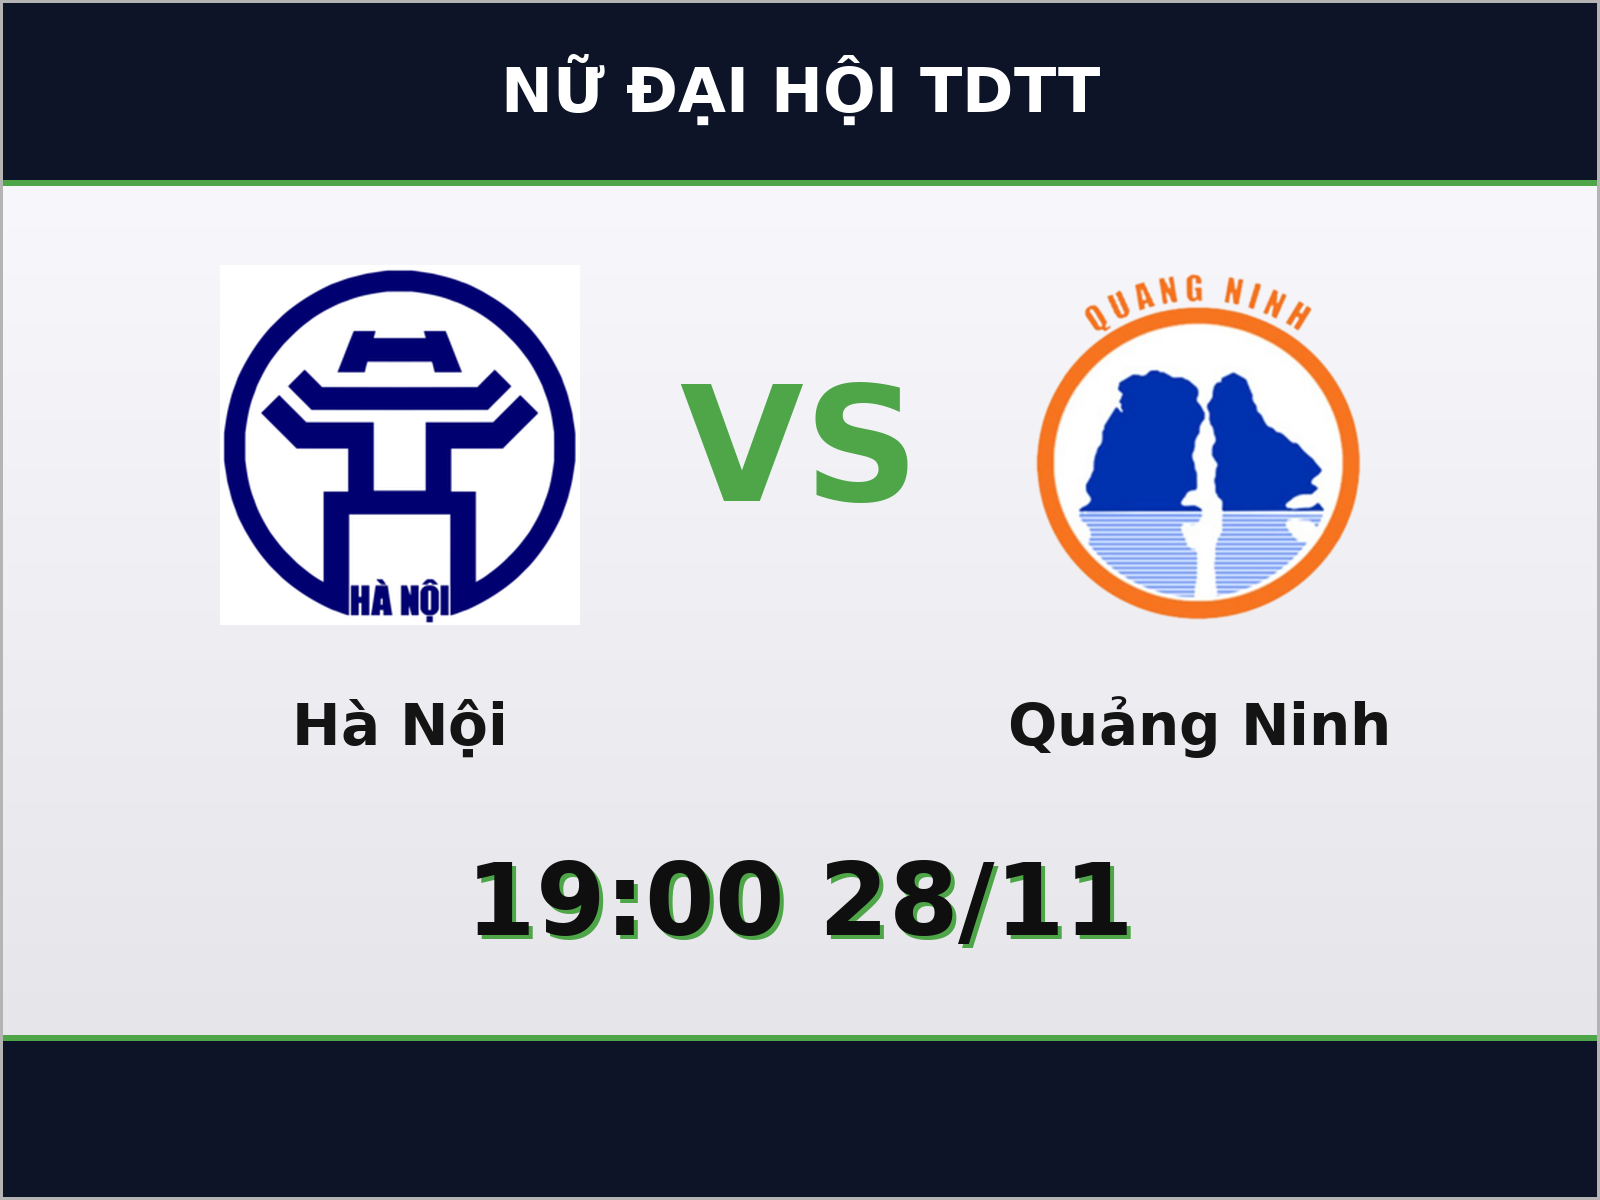 NỮ ĐẠI HỘI TDTT
QUANG NINH
VS
HÀ NỘI
Hà Nội
Quảng Ninh
19:00 28/11